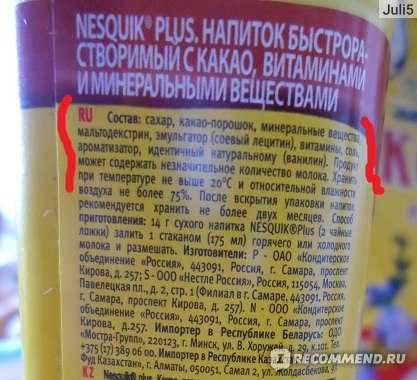 Juli5
NESQUIK® PLUS. НАПИТОК БЫСТРОРА-
СТВОРИМЫЙ С КАКАО, ВИТАМИНАМИ
И МИНЕРАЛЬНЫМИ ВЕЩЕСТВАМИ
RU Состав: сахар, какао-порошок, минеральные вещества,
мальтодекстрин, эмульгатор (соевый лецитин), витамины, соль,
ароматизатор, идентичный натуральному (ванилин). Продукт
может содержать незначительное количество молока. Хранить
при температуре не выше 20°С и относительной влажности
воздуха не более 75%. После вскрытия упаковки напиток
рекомендуется хранить не более двух месяцев. Способ
приготовления: 14 г сухого напитка NESQUIK®Plus (2 чайные
ложки) залить 1 стаканом (175 мл) горячего или холодного
молока и размешать. Изготовители: Р - ОАО «Кондитерское
объединение «Россия», 443091, Россия, г. Самара, проспект
Кирова, д. 257; S - ООО «Нестле Россия», Россия, 115054, Москва,
Павелецкая пл., д. 2, стр. 1 (Филиал в г. Самара, Россия, 443091,
г. Самара, проспект Кирова, д.257). N - ООО «Кондитерское
объединение «Россия», 443091, Россия, г. Самара, проспект
Кирова, д. 257. Импортер в Республике Беларусь: ОДО
«Мостра-Групп», 220123, г. Минск, ул. В. Хоружей, д. 29, к.101. Тел.
+375 (17) 389 06 00. Импортер в Республике
Фуд Казахстан", г. Алматы, 050051, Самал 2,
KZ Nesquik® plus.
IRECOMMEND.RU